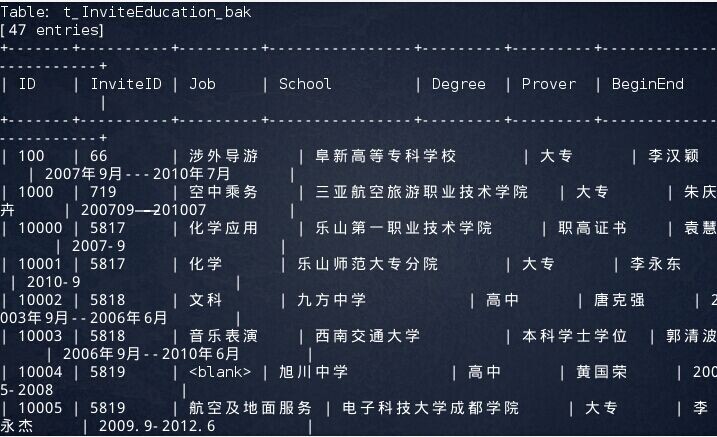 Table: t_InviteEducation_bak
[47 entries]
+-------+----------+----------+----------------+---------+---------+-------------
-----------+
| ID | InviteID | Job | School | Degree | Prover | BeginEnd
|
+-------+----------+----------+----------------+---------+---------+-------------
-----------+
| 100 | 66 | 涉外导游 | 阜新高等专科学校 | 大专 | 李汉颖
| 2007年9月---2010年7月 |
| 1000 | 719 | 空中乘务 | 三亚航空旅游职业技术学院 | 大专 | 朱庆
卉 | 200709——201007 |
| 10000 | 5817 | 化学应用 | 乐山第一职业技术学院 | 职高证书 | 袁慧
| 2007-9 |
| 10001 | 5817 | 化学 | 乐山师范大专分院 | 大专 | 李永东
| 2010-9 |
| 10002 | 5818 | 文科 | 九方中学 | 高中 | 唐克强 | 2
003年9月--2006年6月 |
| 10003 | 5818 | 音乐表演 | 西南交通大学 | 本科学士学位 | 郭清波
| 2006年9月--2010年6月 |
| 10004 | 5819 | <blank> | 旭川中学 | 高中 | 黄国荣 | 200
5-2008 |
| 10005 | 5819 | 航空及地面服务 | 电子科技大学成都学院 | 大专 | 李
永杰 | 2009.9-2012.6 |